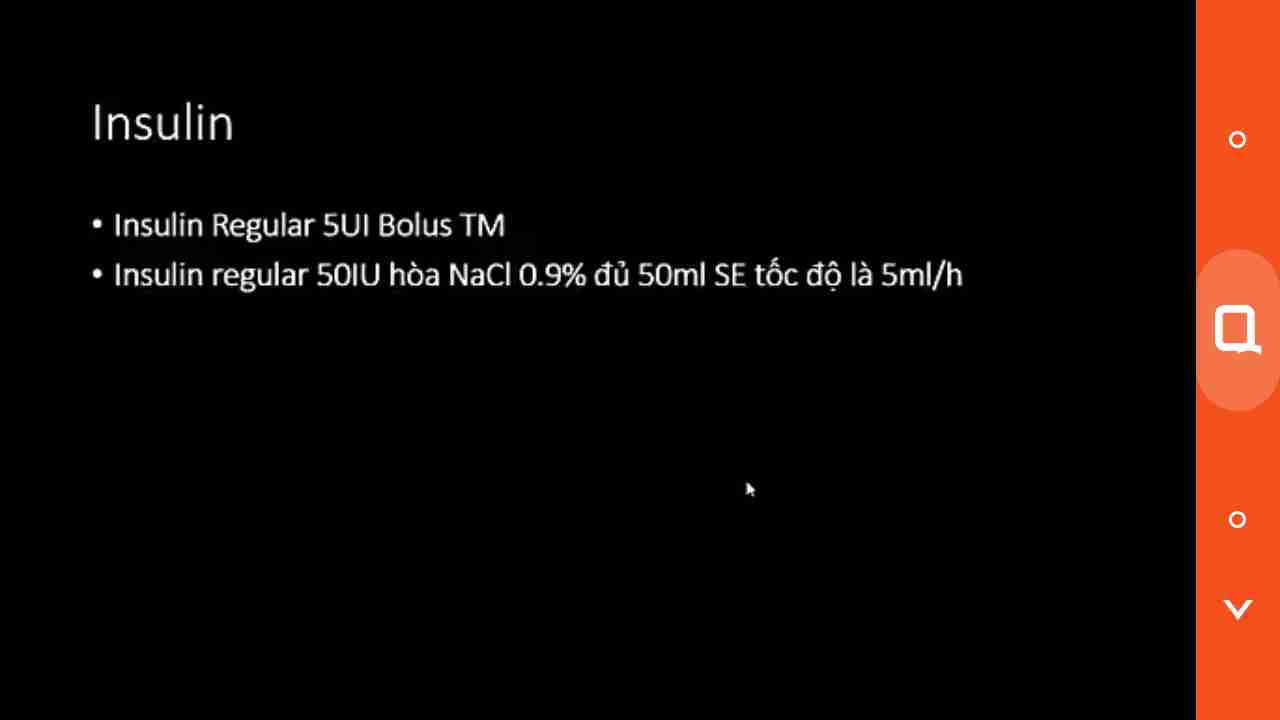 Insulin
• Insulin Regular 5UI Bolus TM
• Insulin regular 50IU hòa NaCl 0.9% đủ 50ml SE tốc độ là 5ml/h